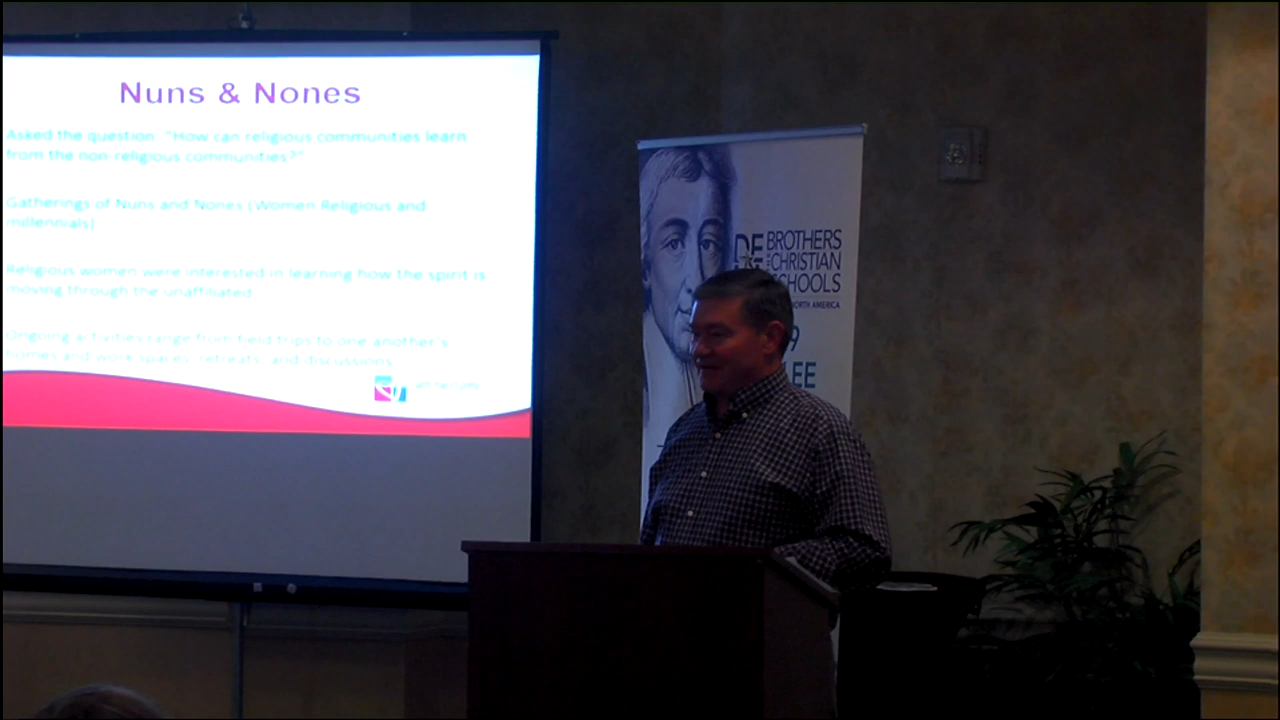 Nuns & Nones
Asked the question: "How can religious communities learn
from the non-religious communities?"
Gatherings of Nuns and Nones (Women Religious and
millennials)
Religious women were interested in learning how the spirit is
moving through the unaffiliated
Ongoing activities range from field trips to one another's
homes and work spaces, retreats, and discussions
DE
BROTHERS
CHRISTIAN
SCHOOLS
NORTH AMERICA
9
LEE